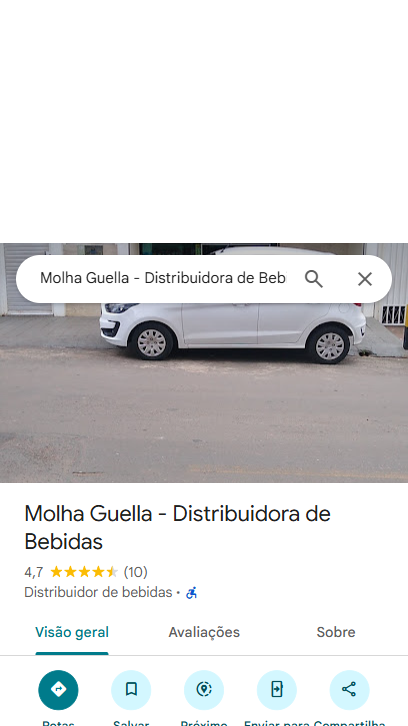 Molha Guella - Distribuidora de Beb
Molha Guella - Distribuidora de
Bebidas
4,7 (10)
Distribuidor de bebidas ·
Visão geral Avaliações Sobre
Rotas Salvar Próximo Enviar para Compartilha